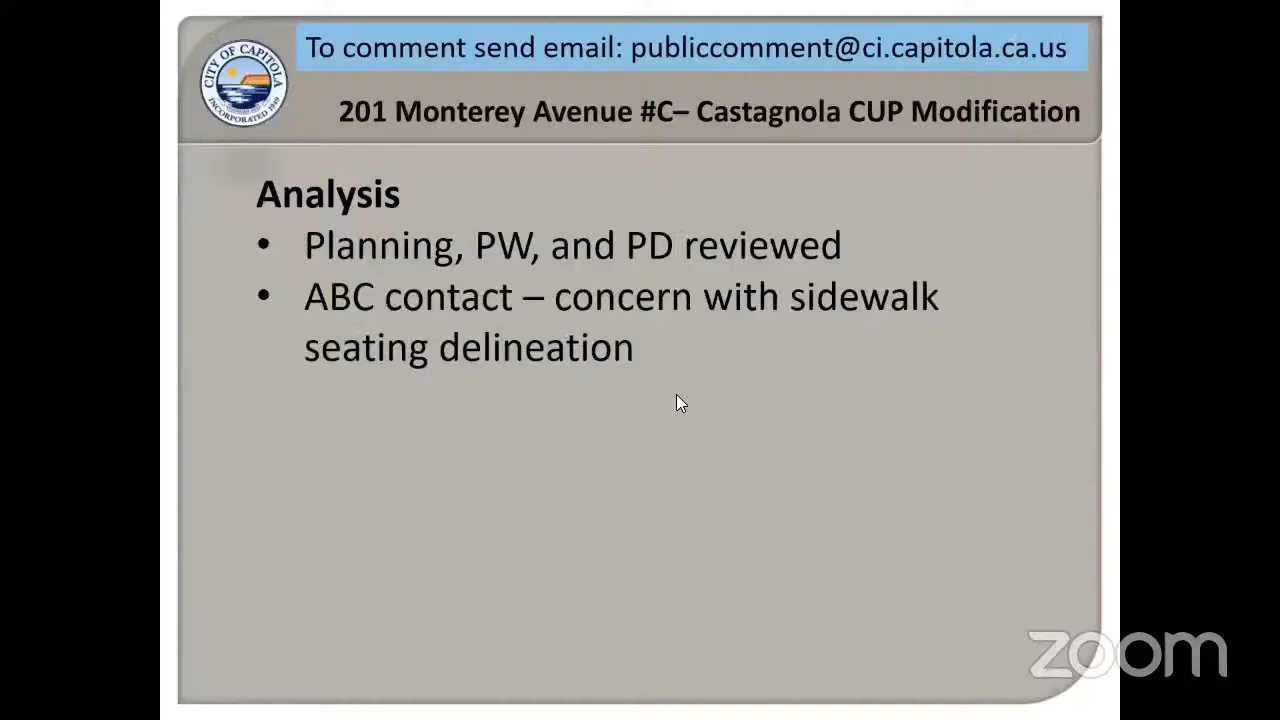 To comment send email: publiccomment@ci.capitola.ca.us
CITY OF CAPITOLA
INCORPORATED 1949
201 Monterey Avenue #C– Castagnola CUP Modification
Analysis
• Planning, PW, and PD reviewed
• ABC contact – concern with sidewalk
seating delineation
zoom